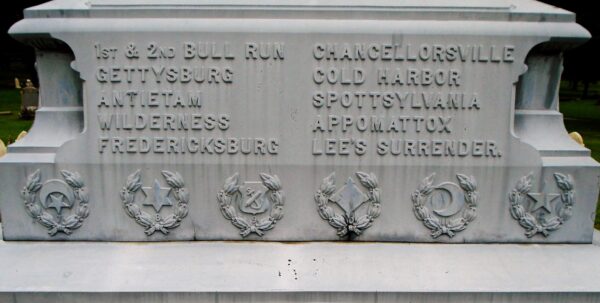 1ST & 2ND BULL RUN
GETTYSBURG
ANTIETAM
WILDERNESS
FREDERICKSBURG
CHANCELLORSVILLE
COLD HARBOR
SPOTTSYLVANIA
APPOMATTOX
LEE'S SURRENDER.